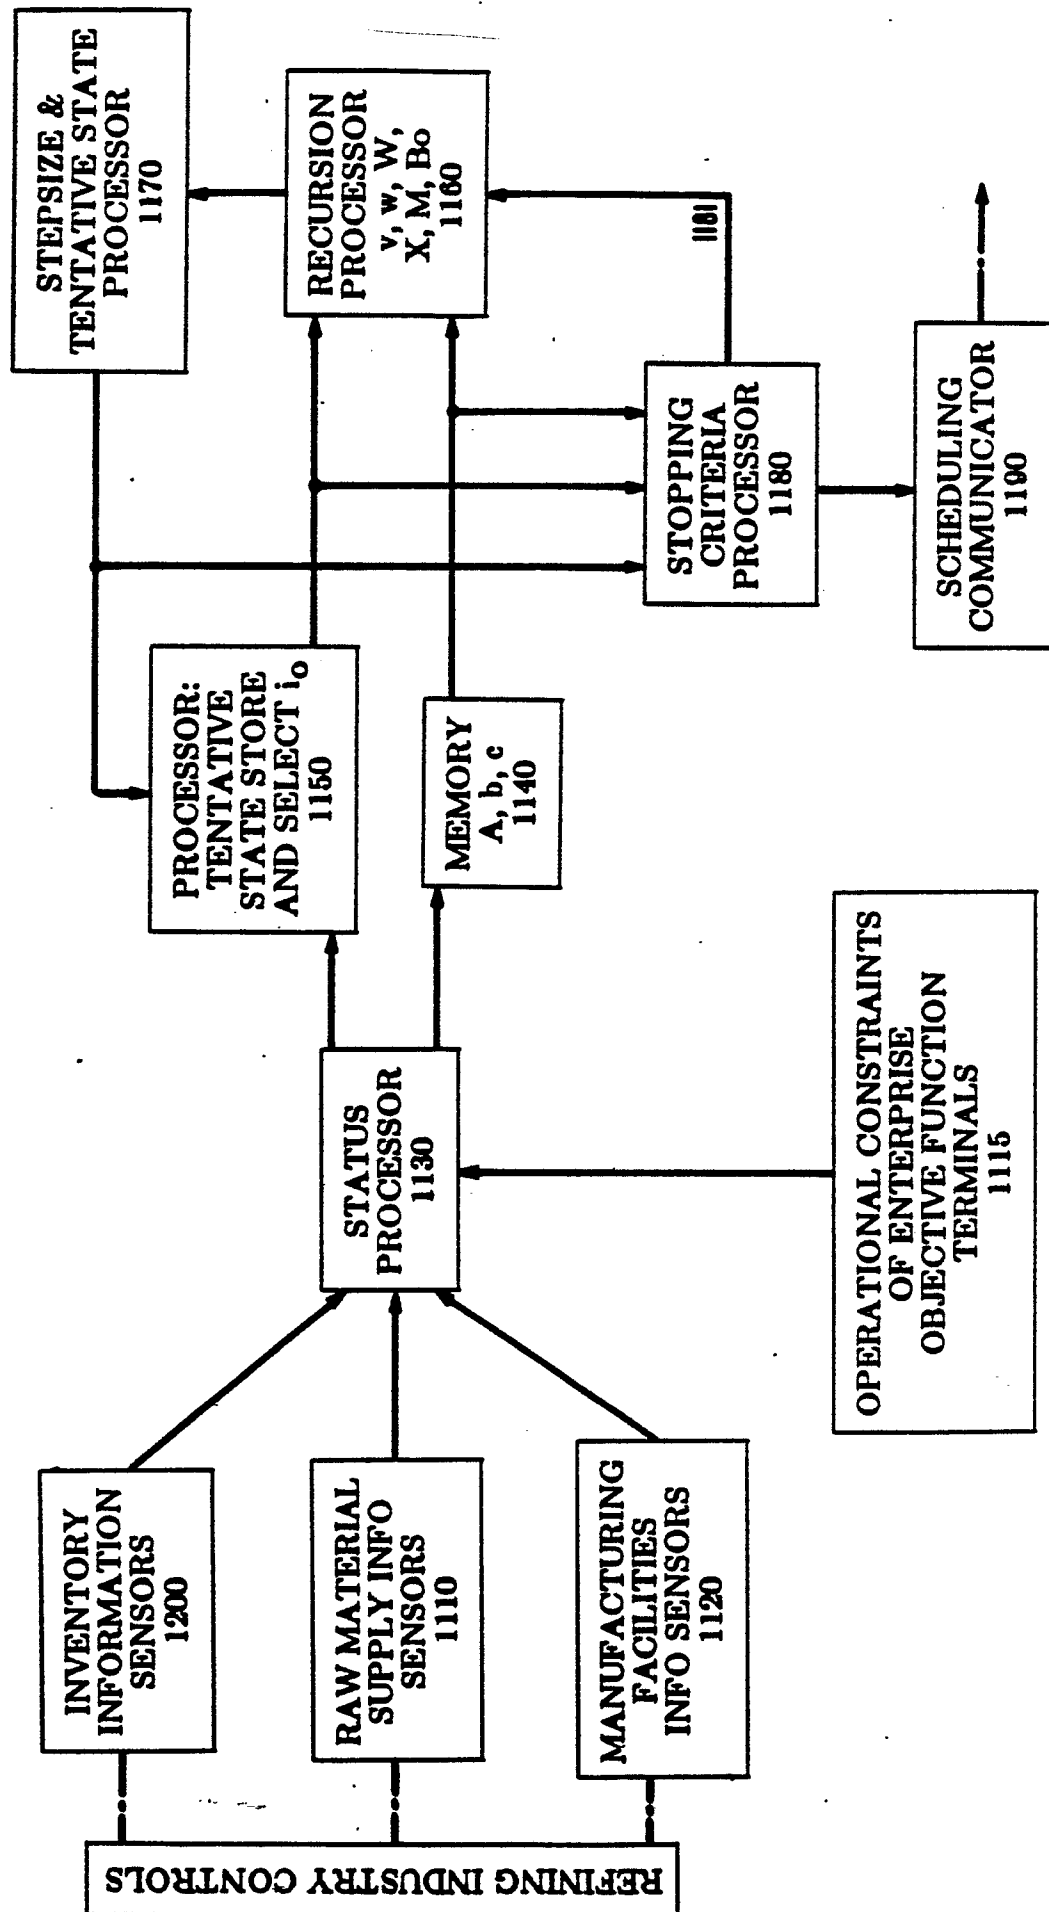 REFINING INDUSTRY CONTROLS
INVENTORY
INFORMATION
SENSORS
1200
RAW MATERIAL
SUPPLY INFO
SENSORS
1110
MANUFACTURING
FACILITIES
INFO SENSORS
1120
STATUS
PROCESSOR
1130
OPERATIONAL CONSTRAINTS
OF ENTERPRISE
OBJECTIVE FUNCTION
TERMINALS
1115
PROCESSOR:
TENTATIVE
STATE STORE
AND SELECT i₀
1150
MEMORY
A, b, c
1140
STEPSIZE &
TENTATIVE STATE
PROCESSOR
1170
RECURSION
PROCESSOR
v, w, W,
X, M, Bo
1160
1181
STOPPING
CRITERIA
PROCESSOR
1180
SCHEDULING
COMMUNICATOR
1190